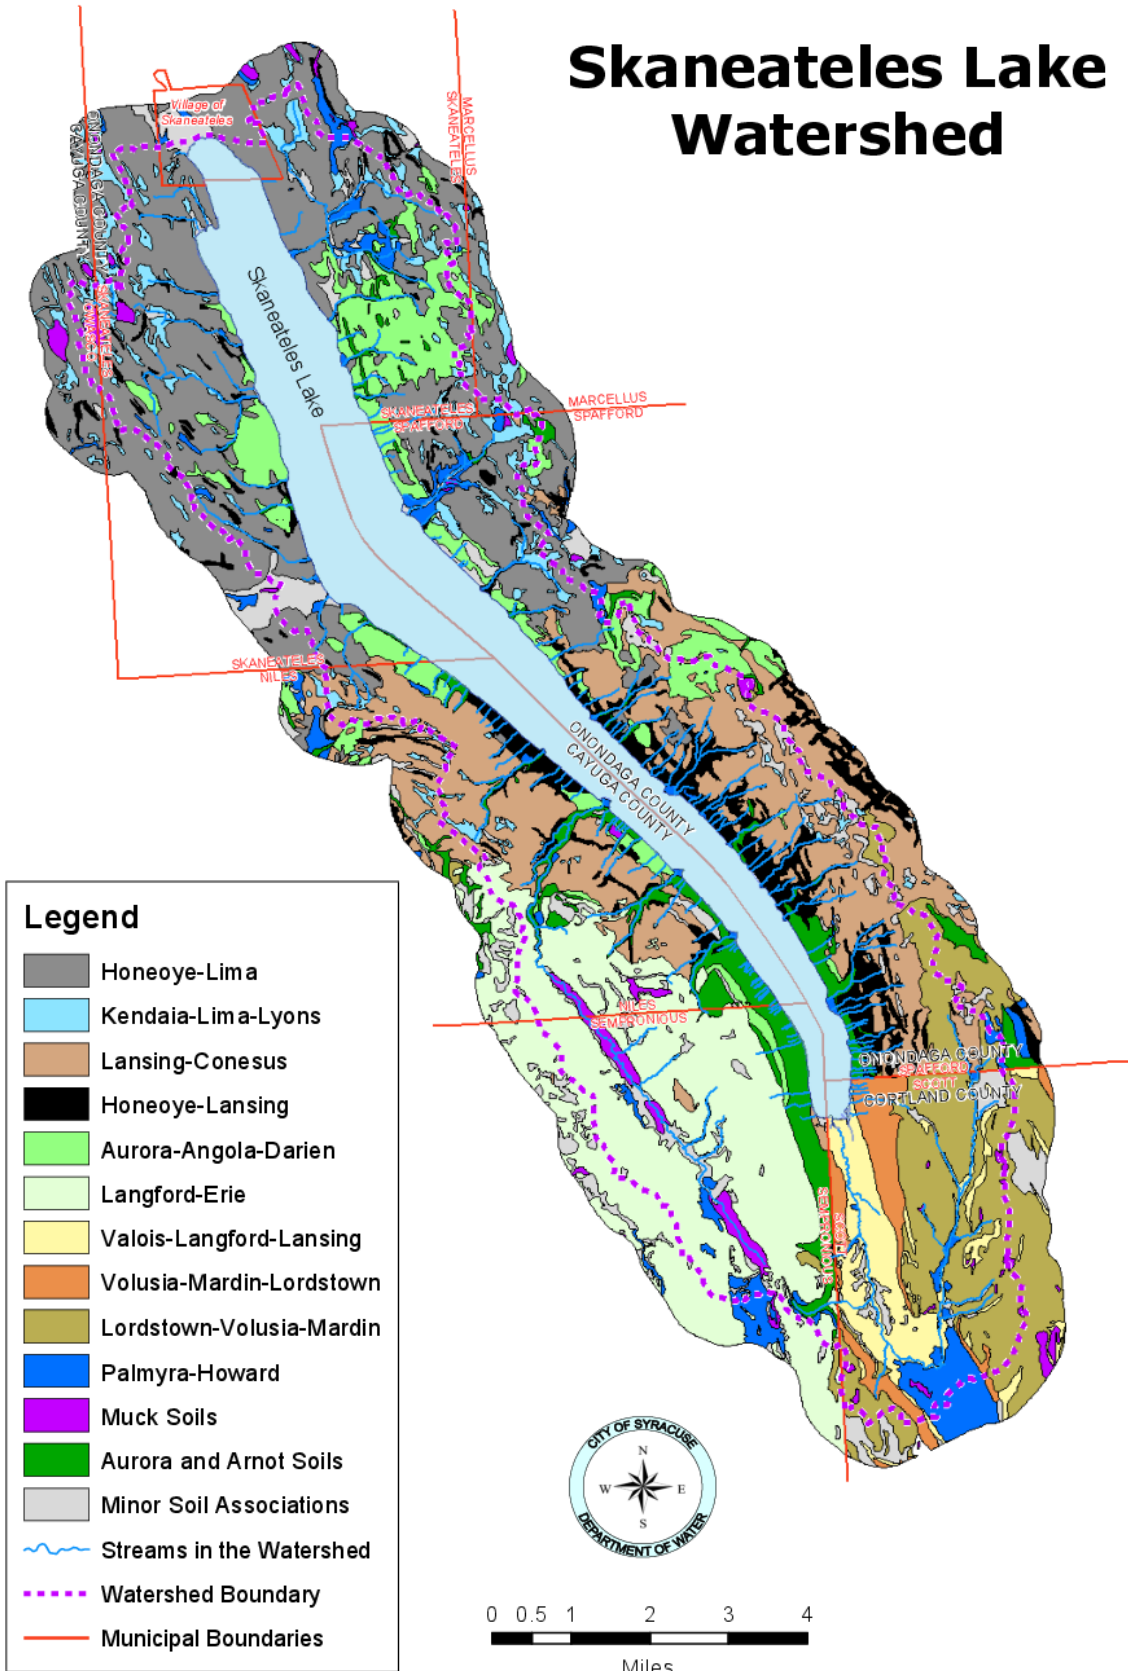 Skaneateles Lake
Watershed
Village of
Skaneateles
MARCELLUS
SKANEATELES
ONONDAGA COUNTY
CAYUGA COUNTY
SKANEATELES
OWASCO
Skaneateles Lake
MARCELLUS
SPAFFORD
SKANEATELES
SPAFFORD
SKANEATELES
NILES
ONONDAGA COUNTY
CAYUGA COUNTY
NILES
SEMPRONIOUS
ONONDAGA COUNTY
SPAFFORD
SCOTT
CORTLAND COUNTY
SCOTT
Legend
Honeoye-Lima
Kendaia-Lima-Lyons
Lansing-Conesus
Honeoye-Lansing
Aurora-Angola-Darien
Langford-Erie
Valois-Langford-Lansing
Volusia-Mardin-Lordstown
Lordstown-Volusia-Mardin
Palmyra-Howard
Muck Soils
Aurora and Arnot Soils
Minor Soil Associations
Streams in the Watershed
Watershed Boundary
Municipal Boundaries
CITY OF SYRACUSE
N
W E
S
DEPARTMENT OF WATER
0 0.5 1 2 3 4
Miles